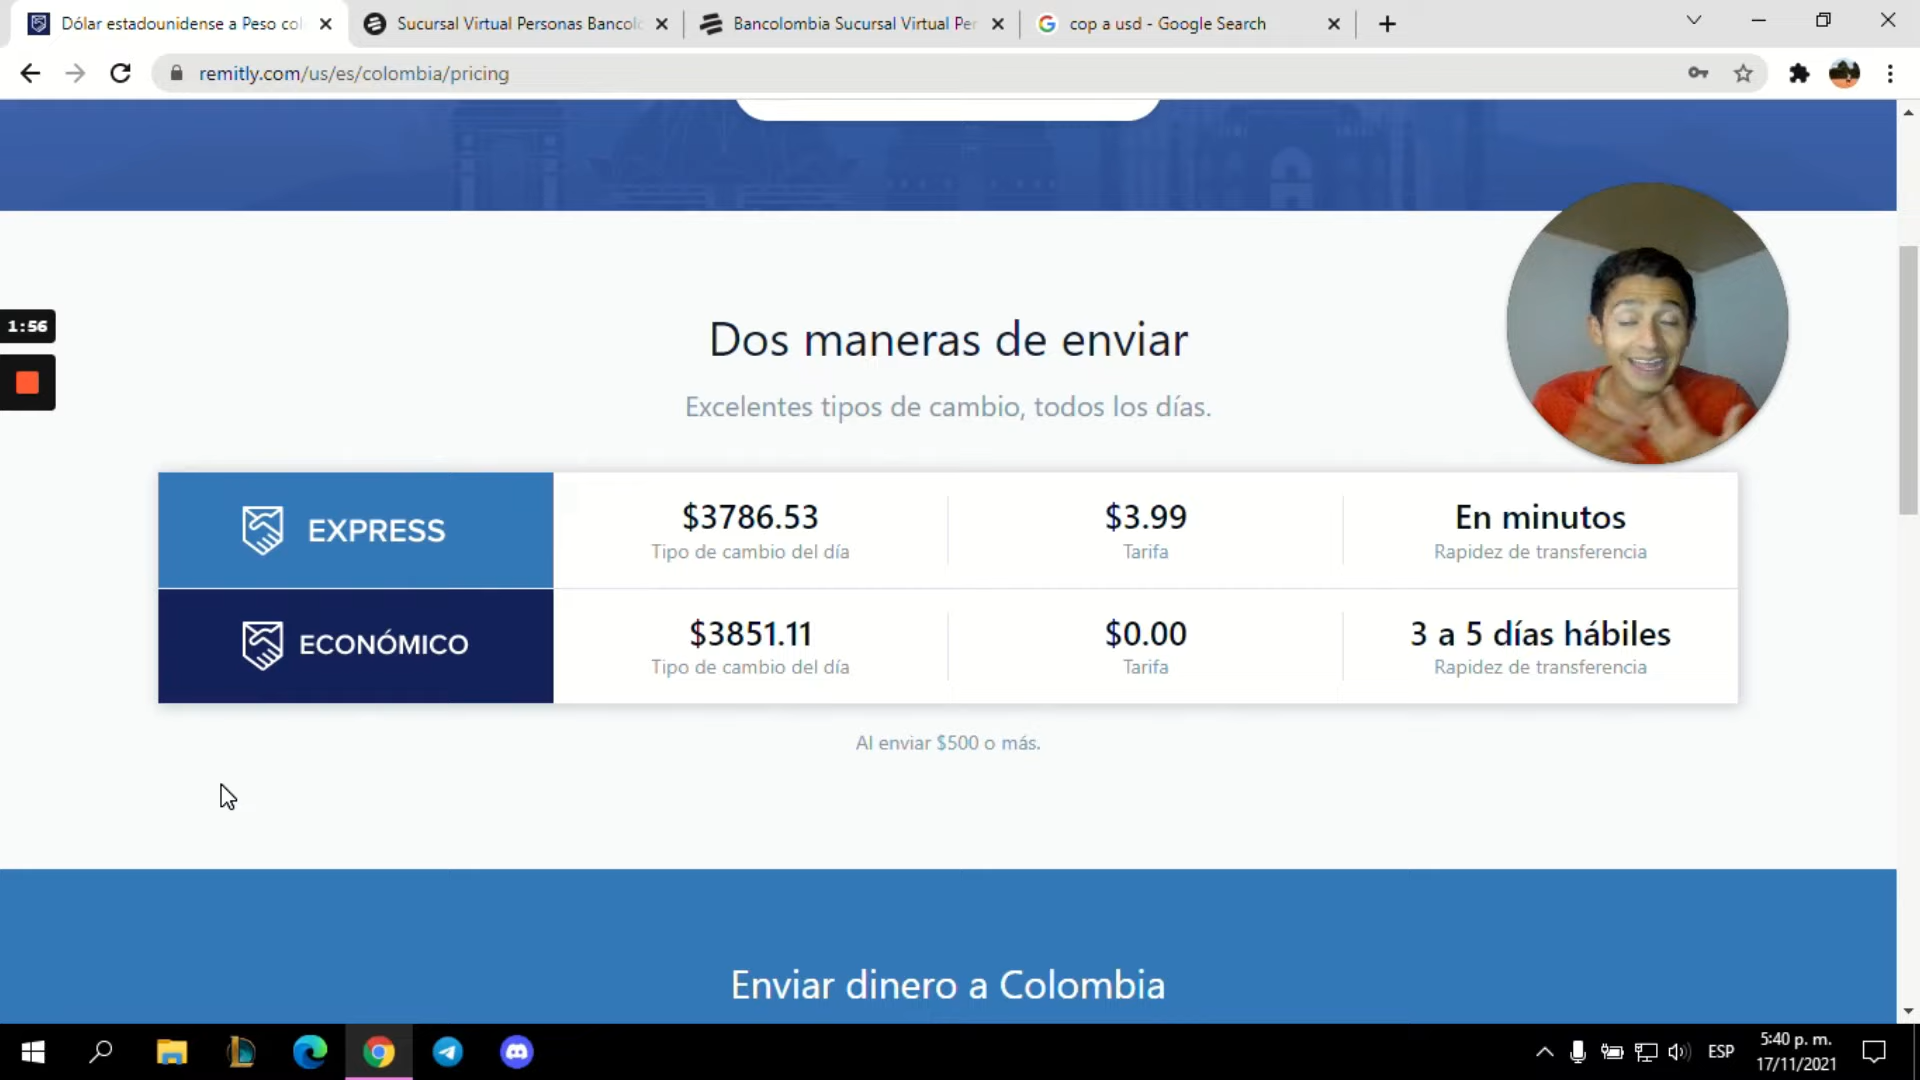 Dólar estadounidense a Peso col
Sucursal Virtual Personas Bancolo
Bancolombia Sucursal Virtual Per
cop a usd - Google Search
remitly.com/us/es/colombia/pricing
1:56
Dos maneras de enviar
Excelentes tipos de cambio, todos los días.
EXPRESS
$3786.53
Tipo de cambio del día
$3.99
Tarifa
En minutos
Rapidez de transferencia
ECONÓMICO
$3851.11
Tipo de cambio del día
$0.00
Tarifa
3 a 5 días hábiles
Rapidez de transferencia
Al enviar $500 o más.
Enviar dinero a Colombia
ESP
5:40 p. m.
17/11/2021